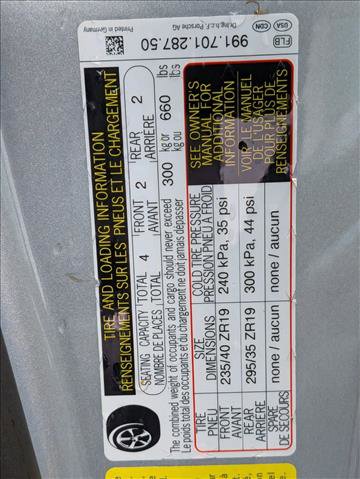 USA
CDN
FLB
991.701.287.50
Dr.Ing.h.c.F. Porsche AG
Printed in Germany
TIRE AND LOADING INFORMATION
RENSEIGNEMENTS SUR LES PNEUS ET LE CHARGEMENT
SEATING CAPACITY TOTAL 4 FRONT 2 REAR 2
NOMBRE DE PLACES TOTAL AVANT ARRIÈRE
The combined weight of occupants and cargo should never exceed 300 kg or 660 lbs
Le poids total des occupants et du chargement ne doit jamais dépasser kg ou lbs
TIRE SIZE COLD TIRE PRESSURE
PNEU DIMENSIONS PRESSION PNEU À FROID
FRONT 235/40 ZR19 240 kPa, 35 psi
AVANT
REAR 295/35 ZR19 300 kPa, 44 psi
ARRIÈRE
SPARE none / aucun none / aucun
DE SECOURS
SEE OWNER'S
MANUAL FOR
ADDITIONAL
INFORMATION
VOIR LE MANUEL
DE L'USAGER
POUR PLUS DE
RENSEIGNEMENTS